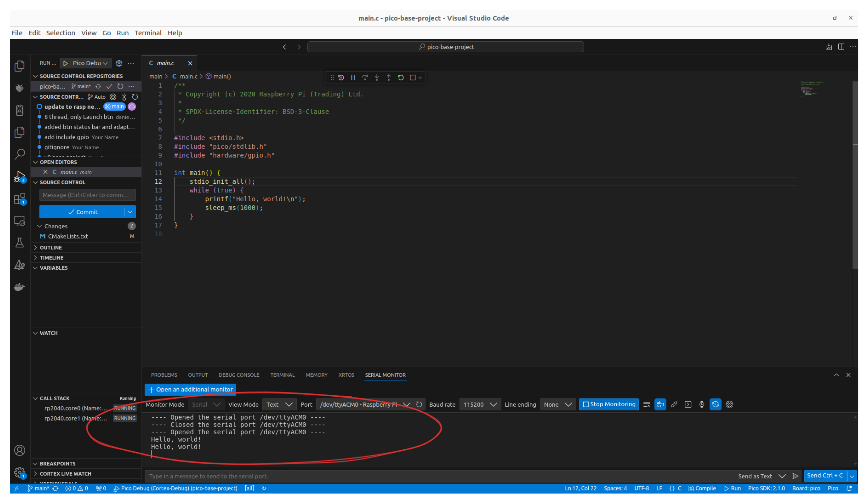 main.c - pico-base-project - Visual Studio Code
File Edit Selection View Go Run Terminal Help
pico-base-project
RUN ... Pico Debu
main.c
SOURCE CONTROL REPOSITORIES
pico-ba... main*
SOURCE CONTR... Auto
update to rasp ne... main
8 thread, only Launch btn denie...
added btn status bar and adapt...
add include gpio Your Name
gitignore Your Name
OPEN EDITORS
main.c main
SOURCE CONTROL
Message (Ctrl+Enter to comm...
Commit
Changes 2
CMakeLists.txt M
OUTLINE
TIMELINE
VARIABLES
WATCH
CALL STACK Running
rp2040.core0 (Name:... RUNNING
rp2040.core1 (Name:... RUNNING
BREAKPOINTS
CORTEX LIVE WATCH
main > C main.c > main()
1 /**
2 * Copyright (c) 2020 Raspberry Pi (Trading) Ltd.
3 *
4 * SPDX-License-Identifier: BSD-3-Clause
5 */
6
7 #include <stdio.h>
8 #include "pico/stdlib.h"
9 #include "hardware/gpio.h"
10
11 int main() {
12 stdio_init_all();
13 while (true) {
14 printf("Hello, world!\n");
15 sleep_ms(1000);
16 }
17 }
18
PROBLEMS OUTPUT DEBUG CONSOLE TERMINAL MEMORY XRTOS SERIAL MONITOR
+ Open an additional monitor
Monitor Mode Serial View Mode Text Port /dev/ttyACM0 - Raspberry Pi Baud rate 115200 Line ending None Stop Monitoring
---- Opened the serial port /dev/ttyACM0 ----
---- Closed the serial port /dev/ttyACM0 ----
---- Opened the serial port /dev/ttyACM0 ----
Hello, world!
Hello, world!
Type in a message to send to the serial port. Send as Text Send Ctrl + C
main* 0 0 0 Pico Debug (Cortex-Debug) (pico-base-project) Ln 12, Col 22 Spaces: 4 UTF-8 LF C Compile Run Pico SDK: 2.1.0 Board: pico Pico